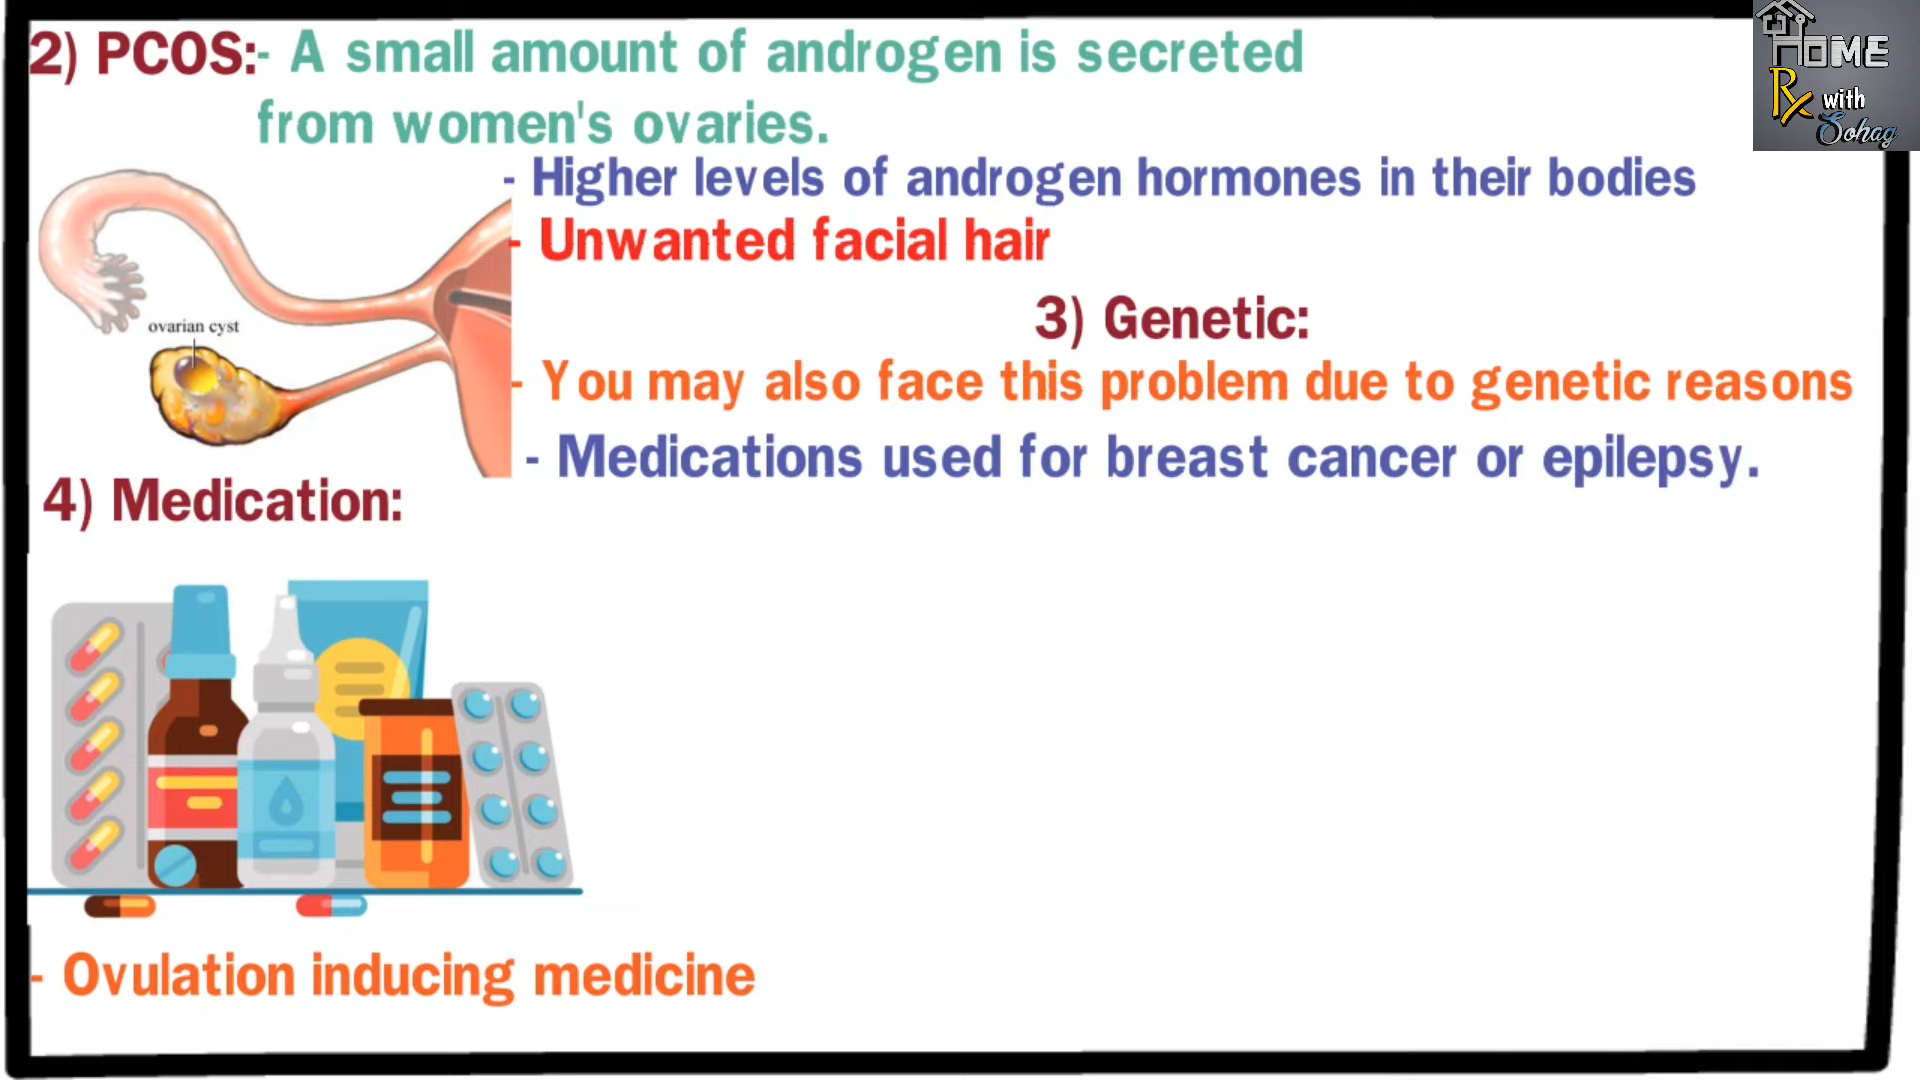 2) PCOS:- A small amount of androgen is secreted
from women's ovaries.
- Higher levels of androgen hormones in their bodies
- Unwanted facial hair
ovarian cyst
3) Genetic:
- You may also face this problem due to genetic reasons
4) Medication:
- Medications used for breast cancer or epilepsy.
- Ovulation inducing medicine
HOME
Rx with
Sohag